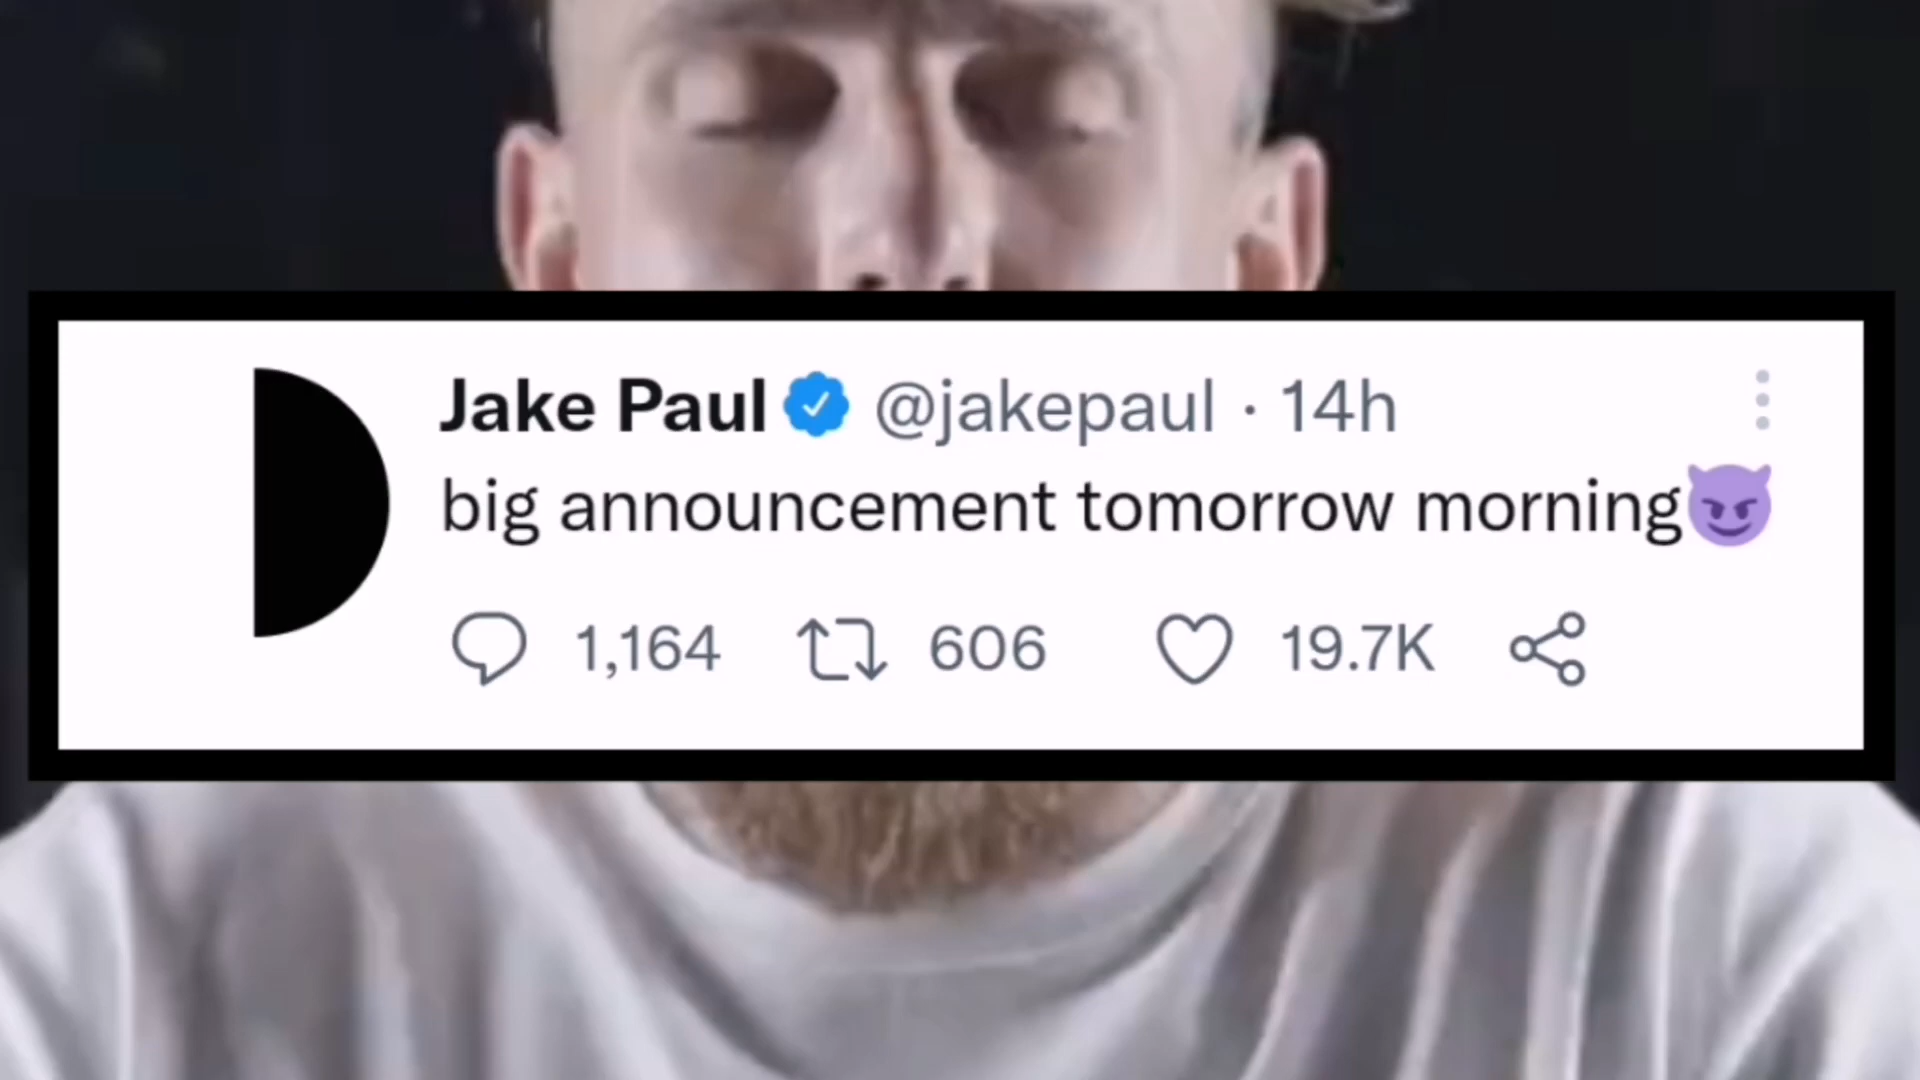 Jake Paul @jakepaul · 14h
big announcement tomorrow morning😈
1,164 606 19.7K